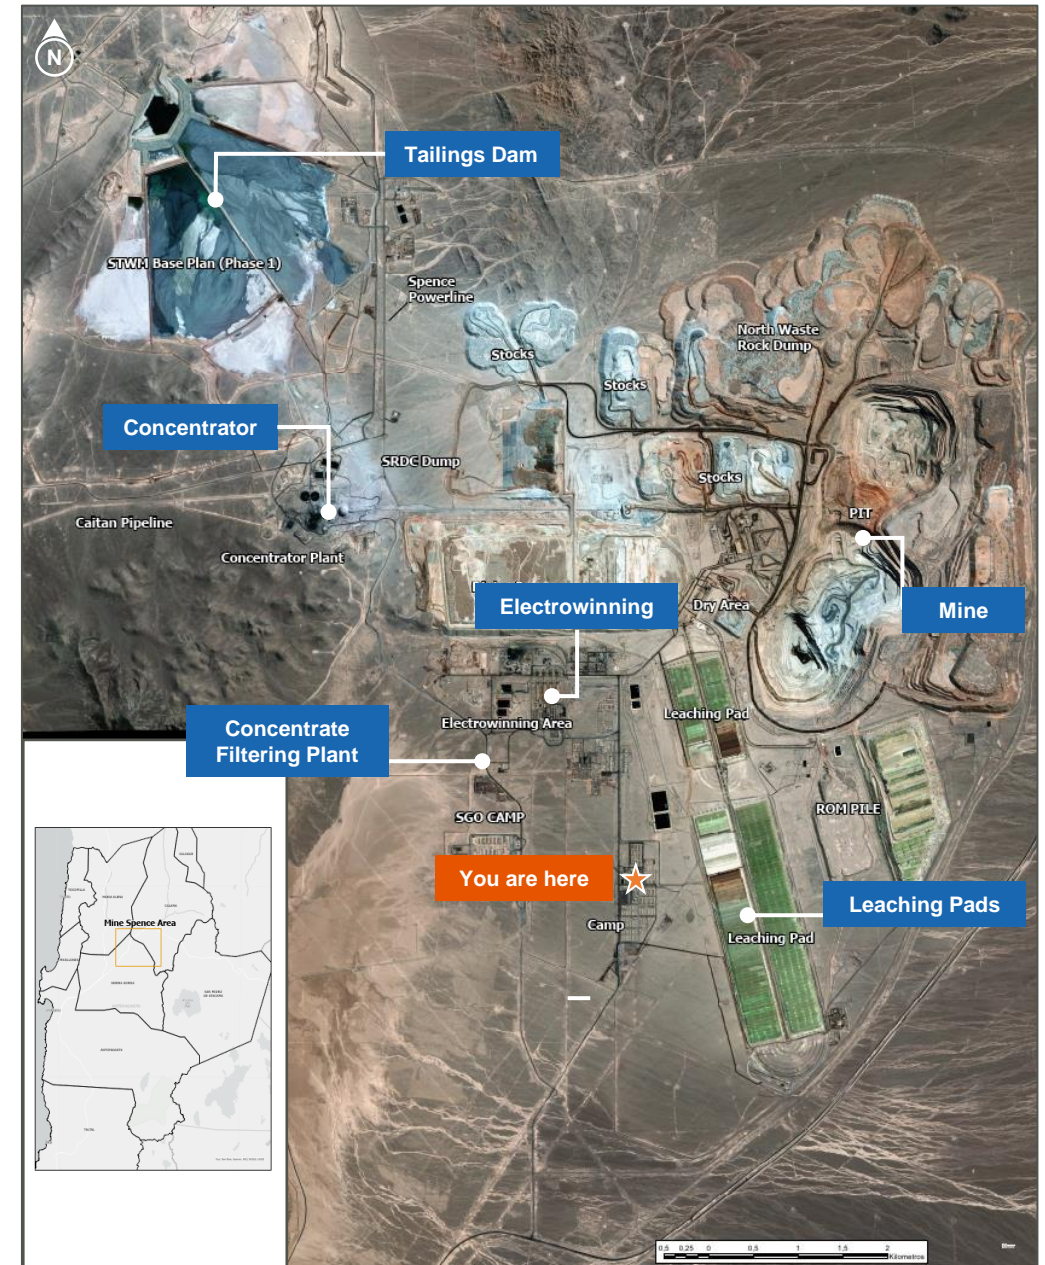 N
Tailings Dam
STWM Base Plan (Phase 1)
Spence
Powerline
North Waste
Rock Dump
Stocks
Stocks
Concentrator
SRDC Dump
Stocks
PIT
Caitan Pipeline
Concentrator Plant
Electrowinning
Dry Area
Mine
Leaching Pad
Electrowinning Area
Concentrate
Filtering Plant
ROM PILE
SGO CAMP
You are here
Leaching Pads
Camp
Leaching Pad
Mine Spence Area
0,5 0,25 0 0,5 1 1,5 2
Kilometros